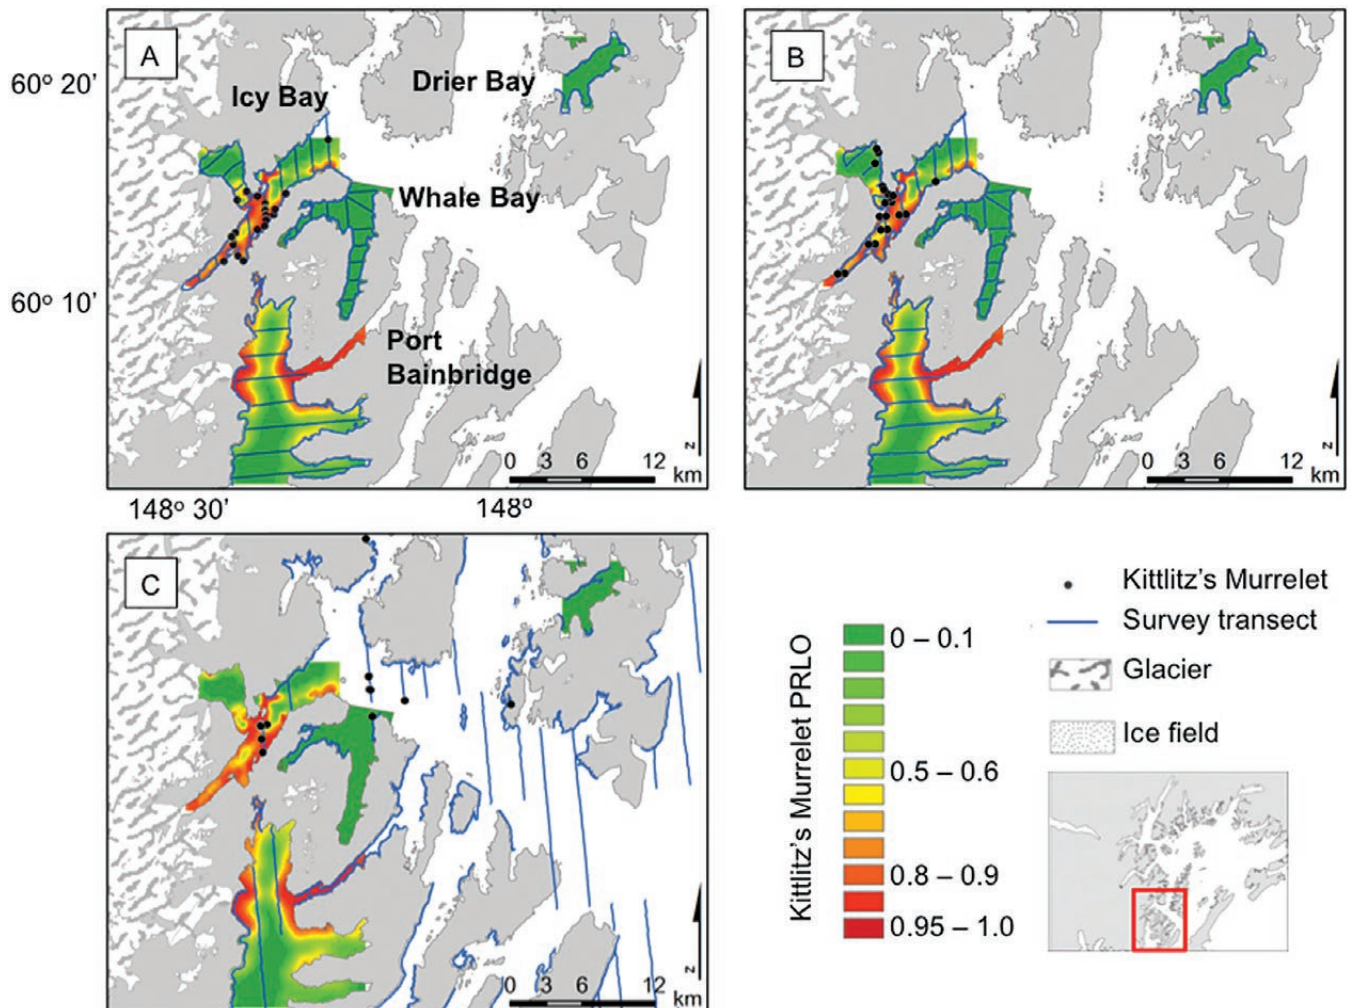 A
B
60° 20'
Drier Bay
Icy Bay
Whale Bay
60° 10'
Port
Bainbridge
z
z
0 3 6 12
km
0 3 6 12
km
148° 30'
148°
C
Kittlitz's Murrelet
Survey transect
Glacier
Ice field
Kittlitz's Murrelet PRLO
0 – 0.1
0.5 – 0.6
0.8 – 0.9
0.95 – 1.0
z
0 3 6 12
km